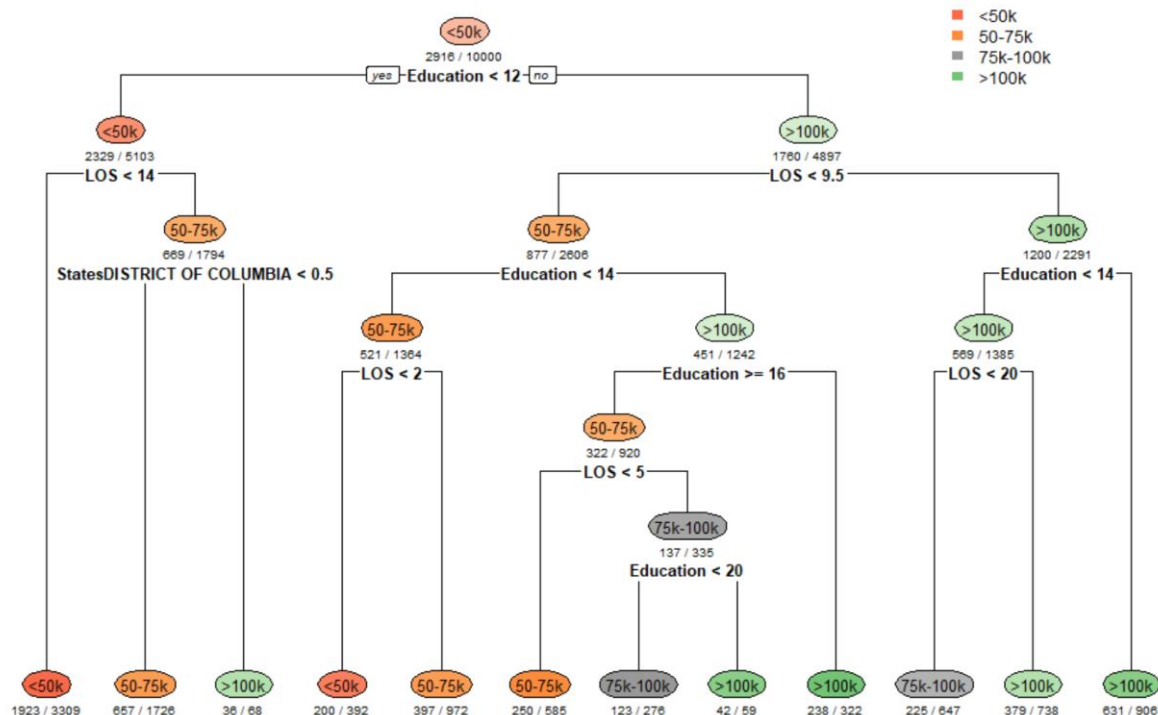 <50k
50-75k
75k-100k
>100k
<50k
2916 / 10000
yes Education < 12 no
<50k
2329 / 5103
LOS < 14
>100k
1760 / 4897
LOS < 9.5
50-75k
669 / 1794
StatesDISTRICT OF COLUMBIA < 0.5
50-75k
877 / 2606
Education < 14
>100k
1200 / 2291
Education < 14
50-75k
521 / 1364
LOS < 2
>100k
451 / 1242
Education >= 16
>100k
569 / 1385
LOS < 20
50-75k
322 / 920
LOS < 5
75k-100k
137 / 335
Education < 20
<50k
1923 / 3309
50-75k
657 / 1726
>100k
36 / 68
<50k
200 / 392
50-75k
397 / 972
50-75k
250 / 585
75k-100k
123 / 276
>100k
42 / 59
>100k
238 / 322
75k-100k
225 / 647
>100k
379 / 738
>100k
631 / 906